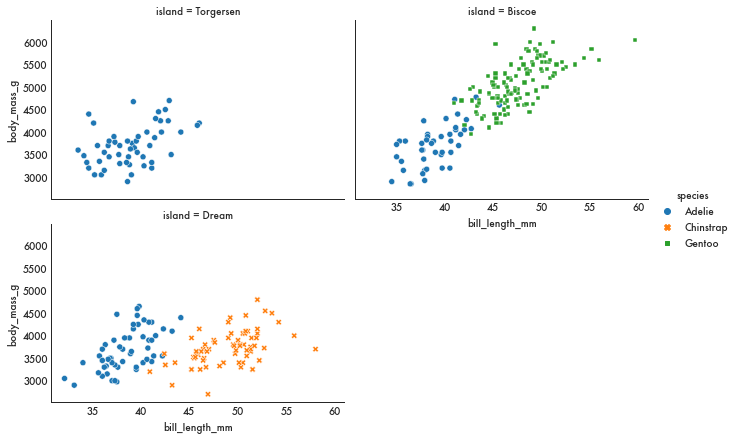 island = Torgersen
island = Biscoe
body_mass_g
6000
5500
5000
4500
4000
3500
3000
35 40 45 50 55 60
bill_length_mm
species
Adelie
Chinstrap
Gentoo
island = Dream
body_mass_g
6000
5500
5000
4500
4000
3500
3000
35 40 45 50 55 60
bill_length_mm